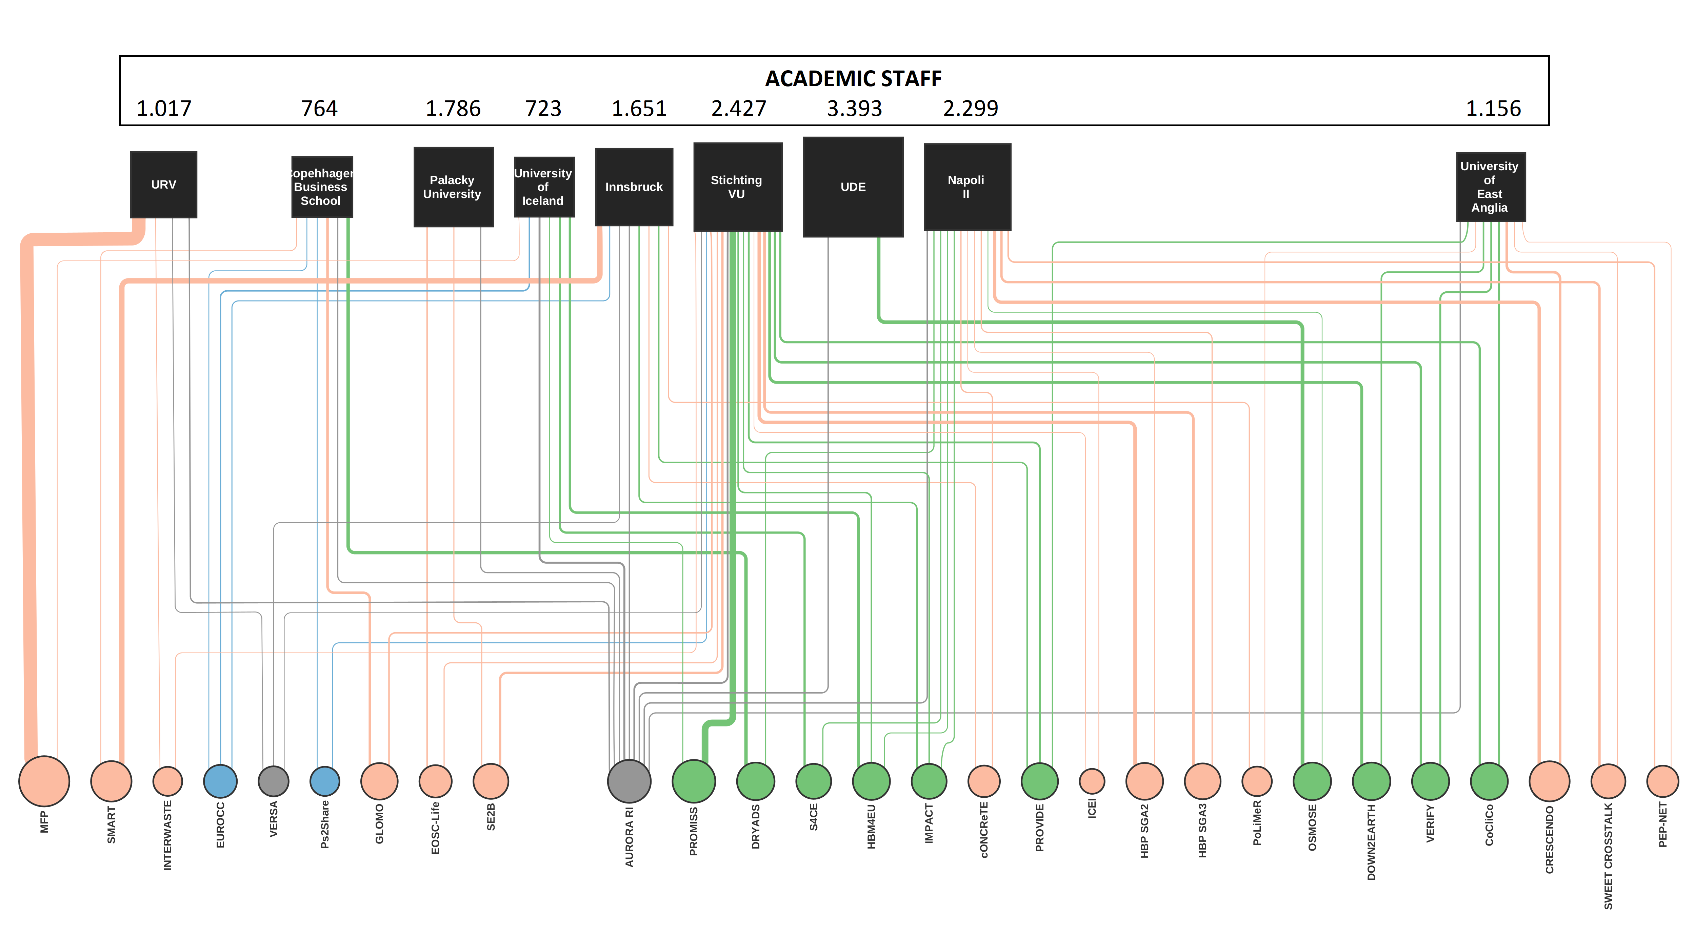 ACADEMIC STAFF
1.017 764 1.786 723 1.651 2.427 3.393 2.299 1.156
URV
opehhagen
Business
School
Palacky
University
University
of
Iceland
Innsbruck
Stichting
VU
UDE
Napoli
II
University
of
East
Anglia
MFP
SMART
INTERWASTE
EUROCC
VERSA
Ps2Share
GLOMO
EOSC-Life
SE2B
AURORA RI
PROMISS
DRYADS
S4CE
HBM4EU
IMPACT
cONCReTE
PROVIDE
ICEI
HBP SGA2
HBP SGA3
PoLiMeR
OSMOSE
DOWN2EARTH
VERIFY
CoCliCo
CRESCENDO
SWEET CROSSTALK
PEP-NET